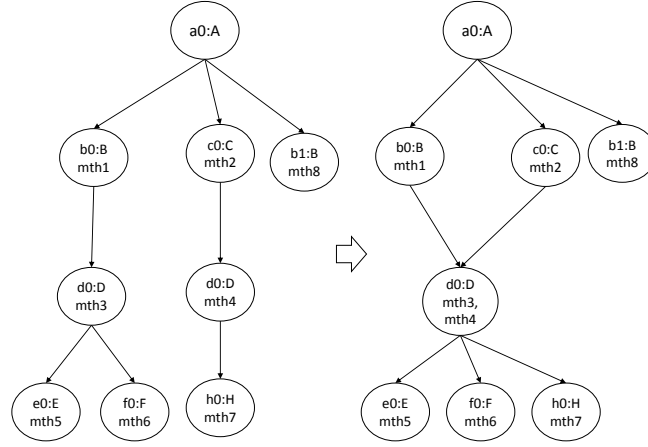 a0:A
b0:B
mth1
c0:C
mth2
b1:B
mth8
d0:D
mth3
d0:D
mth4
e0:E
mth5
f0:F
mth6
h0:H
mth7
a0:A
b0:B
mth1
c0:C
mth2
b1:B
mth8
d0:D
mth3,
mth4
e0:E
mth5
f0:F
mth6
h0:H
mth7